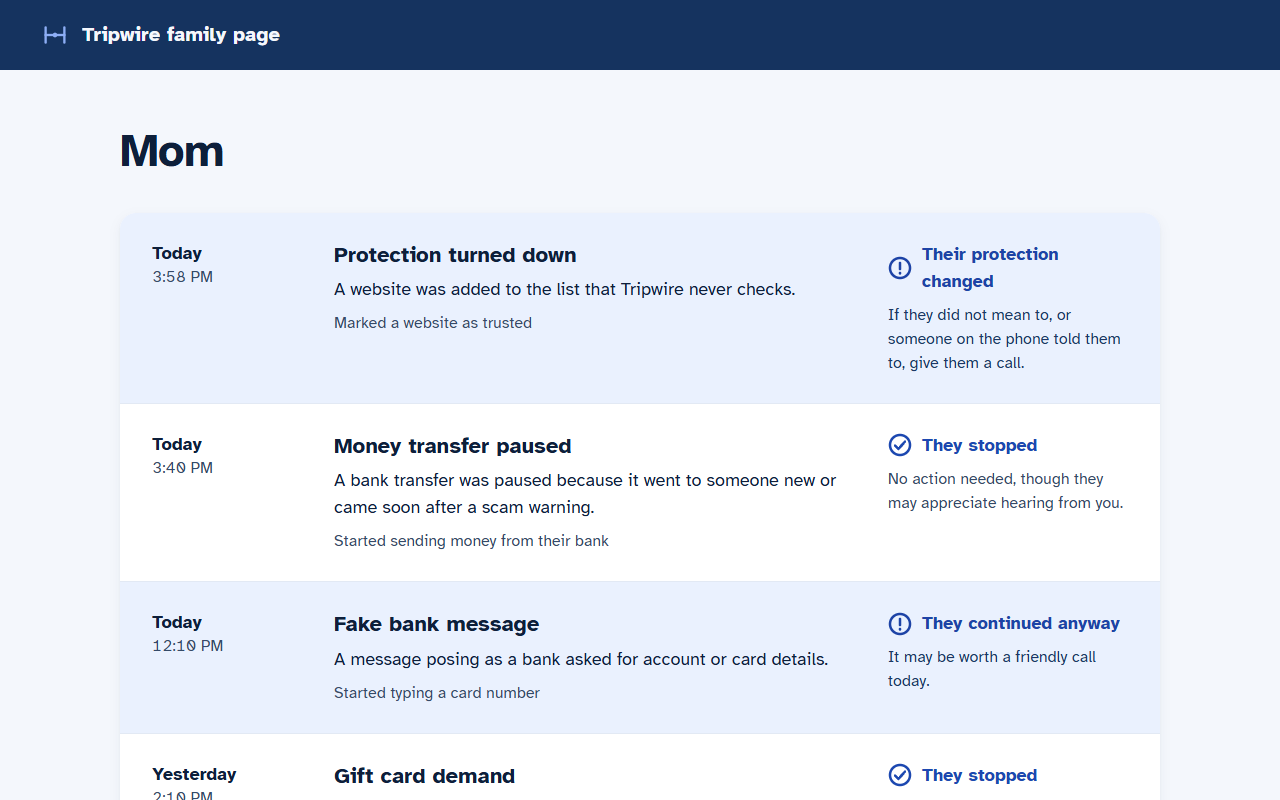 Tripwire family page
Mom
Today
3:58 PM
Protection turned down
A website was added to the list that Tripwire never checks.
Marked a website as trusted
Their protection
changed
If they did not mean to, or
someone on the phone told them
to, give them a call.
Today
3:40 PM
Money transfer paused
A bank transfer was paused because it went to someone new or
came soon after a scam warning.
Started sending money from their bank
They stopped
No action needed, though they
may appreciate hearing from you.
Today
12:10 PM
Fake bank message
A message posing as a bank asked for account or card details.
Started typing a card number
They continued anyway
It may be worth a friendly call
today.
Yesterday
2:10 PM
Gift card demand
They stopped